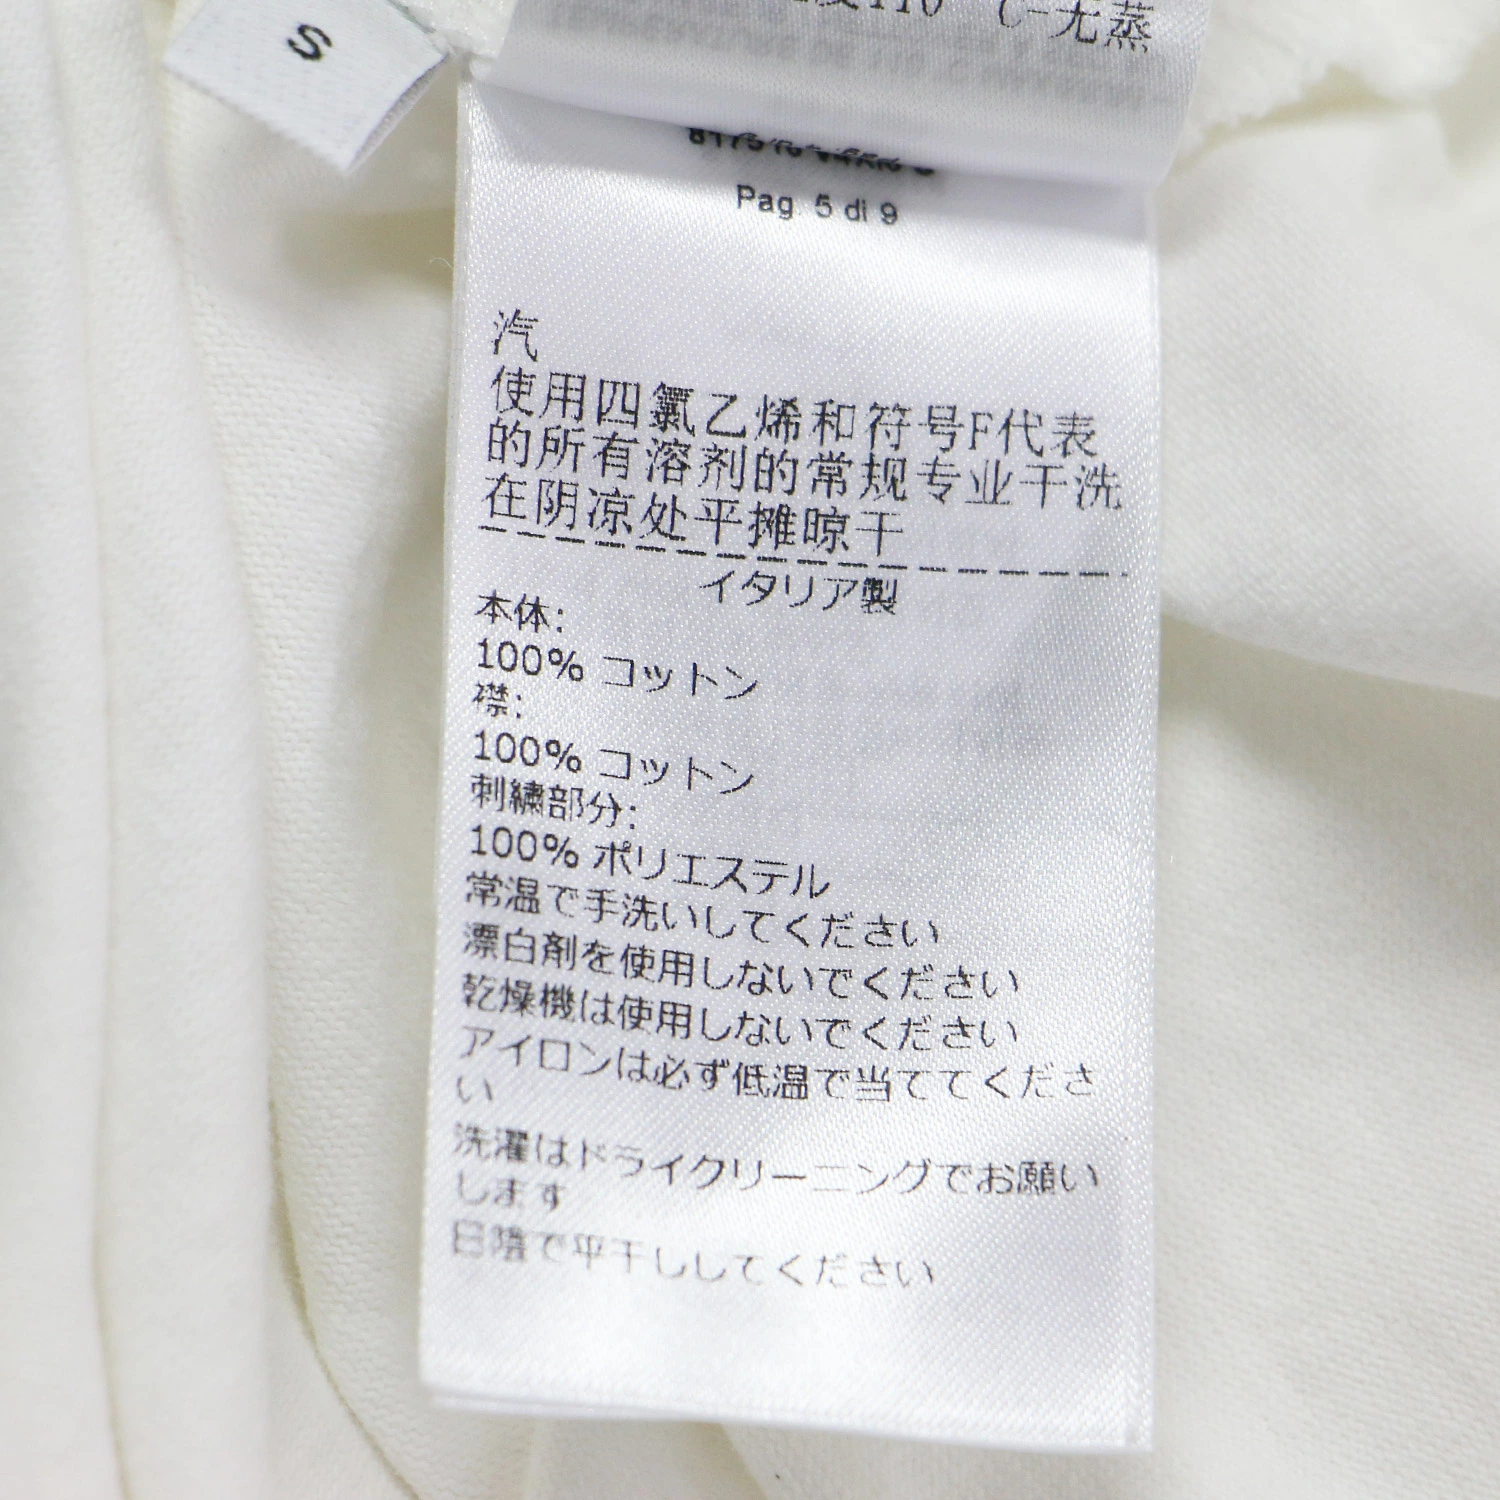 S
110 ℃-无蒸
Pag. 5 di 9
汽
使用四氯乙烯和符号F代表
的所有溶剂的常规专业干洗
在阴凉处平摊晾干
イタリア製
本体:
100% コットン
襟:
100% コットン
刺繍部分:
100% ポリエステル
常温で手洗いしてください
漂白剤を使用しないでください
乾燥機は使用しないでください
アイロンは必ず低温で当ててくださ
い
洗濯はドライクリーニングでお願い
します
日陰で平干ししてください